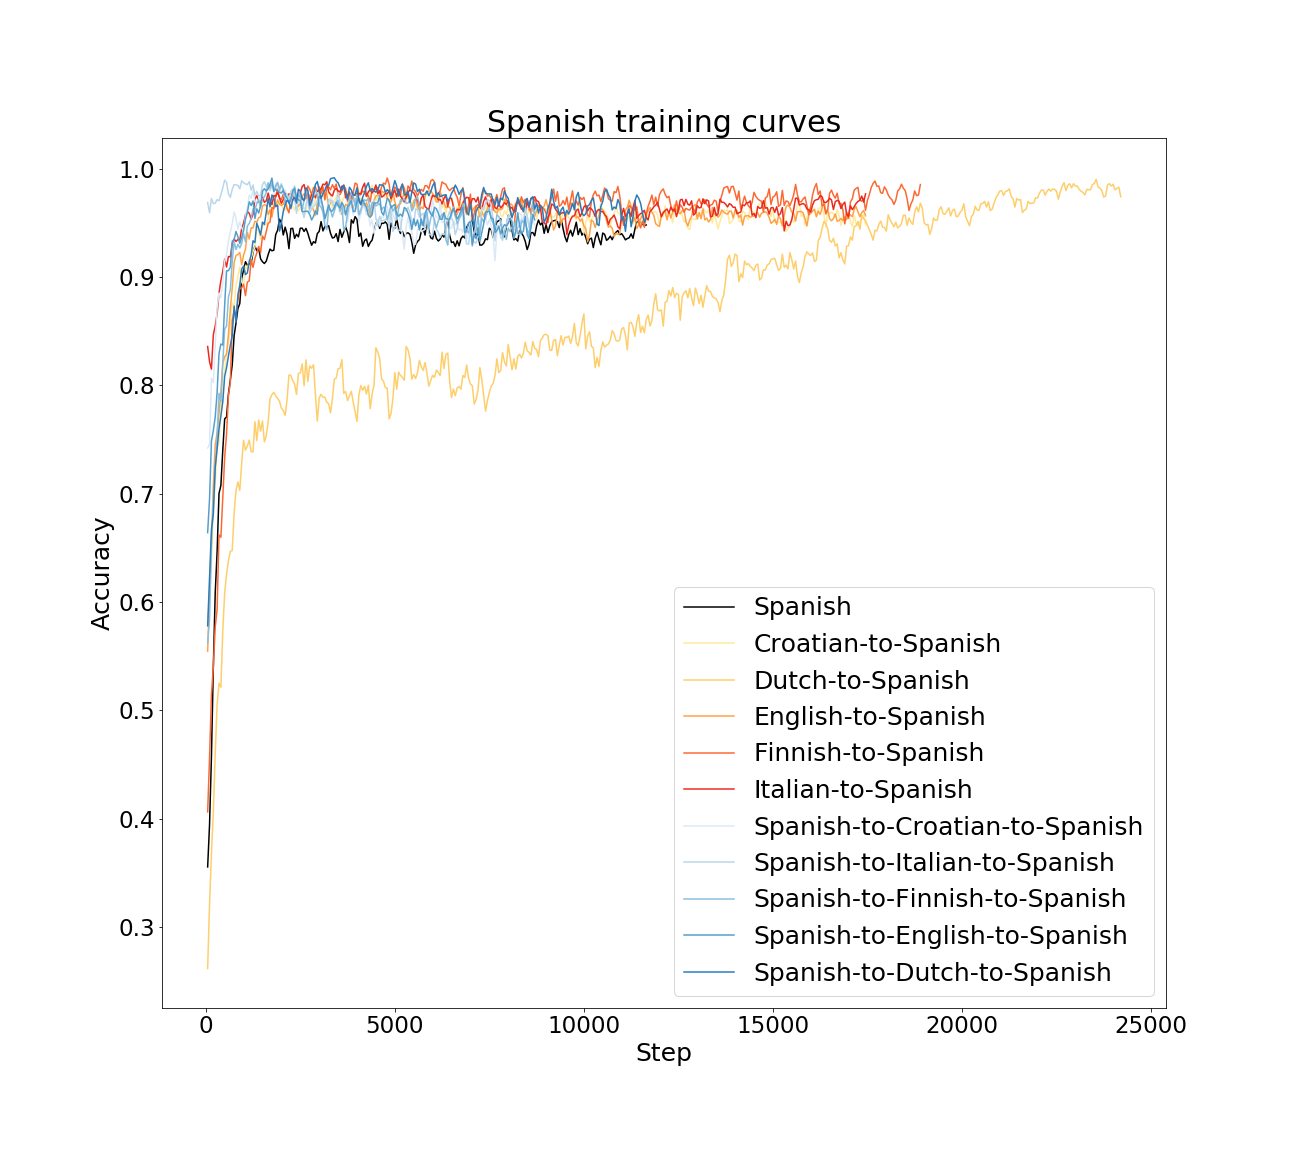 Spanish training curves
1.0
0.9
0.8
0.7
0.6
0.5
0.4
0.3
Accuracy
Spanish
Croatian-to-Spanish
Dutch-to-Spanish
English-to-Spanish
Finnish-to-Spanish
Italian-to-Spanish
Spanish-to-Croatian-to-Spanish
Spanish-to-Italian-to-Spanish
Spanish-to-Finnish-to-Spanish
Spanish-to-English-to-Spanish
Spanish-to-Dutch-to-Spanish
0 5000 10000 15000 20000 25000
Step